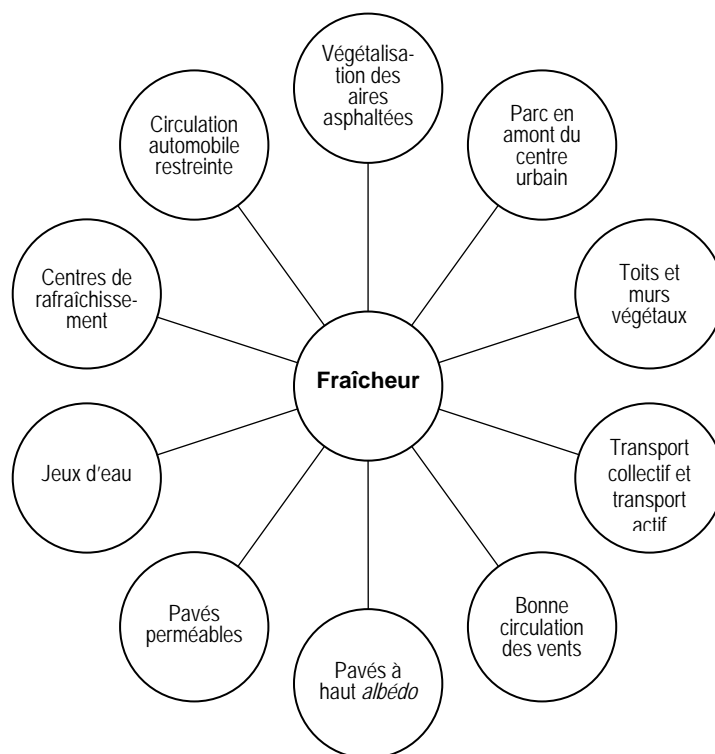 Végétalisa-
tion des
aires
asphaltées
Parc en
amont du
centre
urbain
Toits et
murs
végétaux
Transport
collectif et
transport
actif
Bonne
circulation
des vents
Pavés à
haut albédo
Pavés
perméables
Jeux d'eau
Centres de
rafraîchisse-
ment
Circulation
automobile
restreinte
Fraîcheur